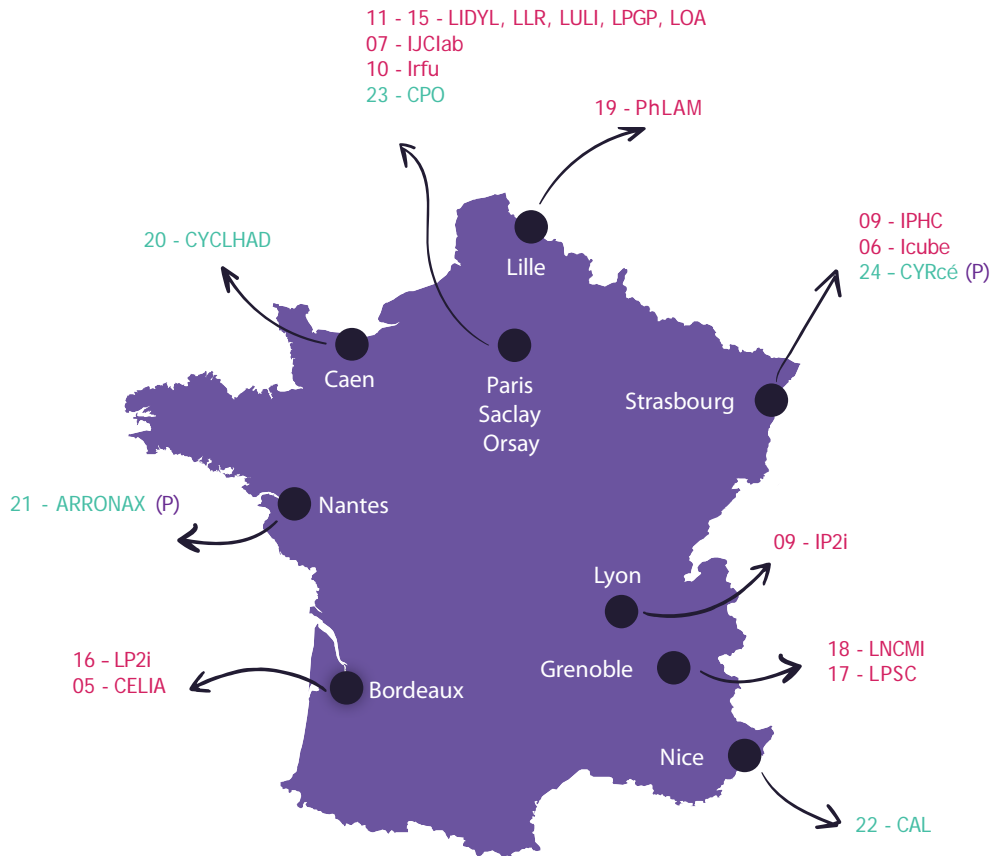 11 - 15 - LIDYL, LLR, LULI, LPGP, LOA
07 - IJClab
10 - Irfu
23 - CPO
19 - PhLAM
09 - IPHC
06 - Icube
24 - CYRcé (P)
20 - CYCLHAD
Lille
Caen
Paris
Saclay
Orsay
Strasbourg
21 - ARRONAX (P)
Nantes
09 - IP2i
Lyon
16 - LP2i
05 - CELIA
Bordeaux
Grenoble
18 - LNCMI
17 - LPSC
Nice
22 - CAL